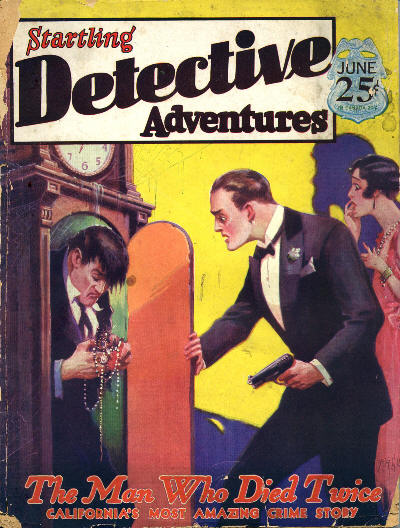 Startling
Detective
Adventures
JUNE
25¢
The Man Who Died Twice
CALIFORNIA'S MOST AMAZING CRIME STORY